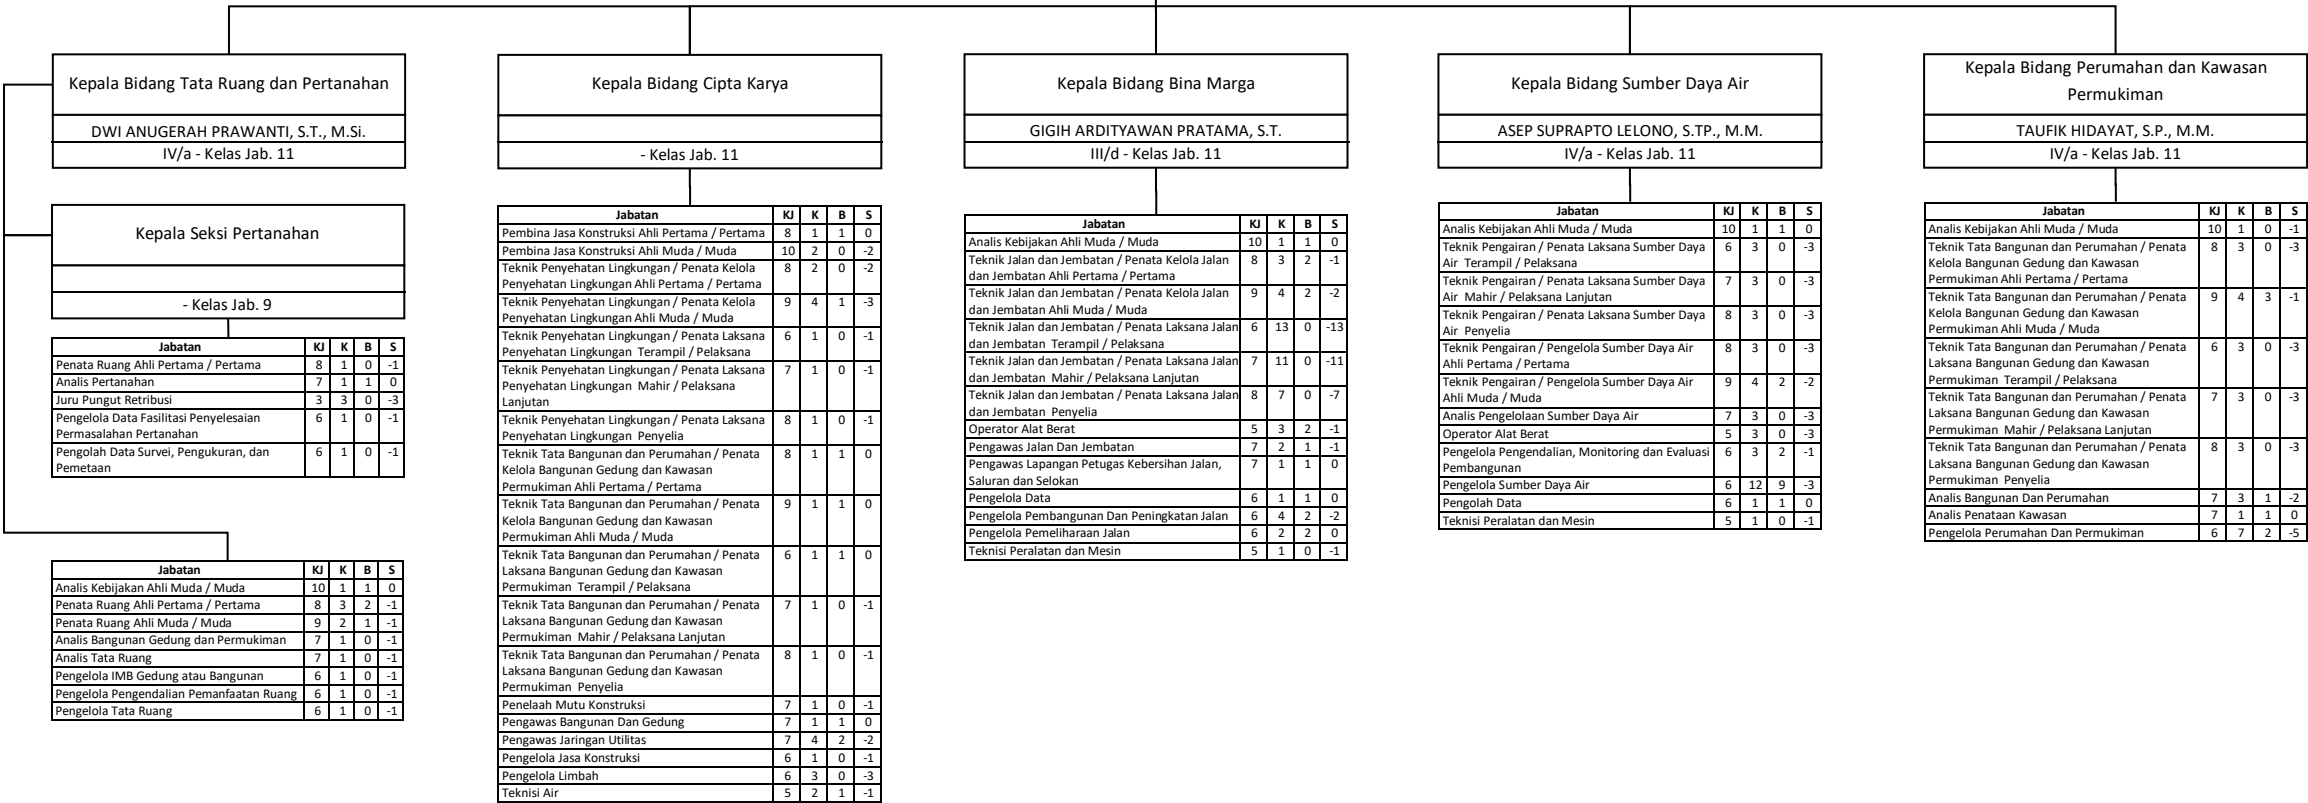 Kepala Bidang Tata Ruang dan Pertanahan
DWI ANUGERAH PRAWANTI, S.T., M.Si.
IV/a - Kelas Jab. 11
Kepala Seksi Pertanahan
- Kelas Jab. 9
Jabatan KJ K B S
Penata Ruang Ahli Pertama / Pertama 8 1 0 -1
Analis Pertanahan 7 1 1 0
Juru Pungut Retribusi 3 3 0 -3
Pengelola Data Fasilitasi Penyelesaian 6 1 0 -1
Permasalahan Pertanahan
Pengolah Data Survei, Pengukuran, dan 6 1 0 -1
Pemetaan
Jabatan KJ K B S
Analis Kebijakan Ahli Muda / Muda 10 1 1 0
Penata Ruang Ahli Pertama / Pertama 8 3 2 -1
Penata Ruang Ahli Muda / Muda 9 2 1 -1
Analis Bangunan Gedung dan Permukiman 7 1 0 -1
Analis Tata Ruang 7 1 0 -1
Pengelola IMB Gedung atau Bangunan 6 1 0 -1
Pengelola Pengendalian Pemanfaatan Ruang 6 1 0 -1
Pengelola Tata Ruang 6 1 0 -1
Kepala Bidang Cipta Karya
- Kelas Jab. 11
Jabatan KJ K B S
Pembina Jasa Konstruksi Ahli Pertama / Pertama 8 1 1 0
Pembina Jasa Konstruksi Ahli Muda / Muda 10 2 0 -2
Teknik Penyehatan Lingkungan / Penata Kelola 8 2 0 -2
Penyehatan Lingkungan Ahli Pertama / Pertama
Teknik Penyehatan Lingkungan / Penata Kelola 9 4 1 -3
Penyehatan Lingkungan Ahli Muda / Muda
Teknik Penyehatan Lingkungan / Penata Laksana 6 1 0 -1
Penyehatan Lingkungan Terampil / Pelaksana
Teknik Penyehatan Lingkungan / Penata Laksana 7 1 0 -1
Penyehatan Lingkungan Mahir / Pelaksana
Lanjutan
Teknik Penyehatan Lingkungan / Penata Laksana 8 1 0 -1
Penyehatan Lingkungan Penyelia
Teknik Tata Bangunan dan Perumahan / Penata 8 1 1 0
Kelola Bangunan Gedung dan Kawasan
Permukiman Ahli Pertama / Pertama
Teknik Tata Bangunan dan Perumahan / Penata 9 1 1 0
Kelola Bangunan Gedung dan Kawasan
Permukiman Ahli Muda / Muda
Teknik Tata Bangunan dan Perumahan / Penata 6 1 1 0
Laksana Bangunan Gedung dan Kawasan
Permukiman Terampil / Pelaksana
Teknik Tata Bangunan dan Perumahan / Penata 7 1 0 -1
Laksana Bangunan Gedung dan Kawasan
Permukiman Mahir / Pelaksana Lanjutan
Teknik Tata Bangunan dan Perumahan / Penata 8 1 0 -1
Laksana Bangunan Gedung dan Kawasan
Permukiman Penyelia
Penelaah Mutu Konstruksi 7 1 0 -1
Pengawas Bangunan Dan Gedung 7 1 1 0
Pengawas Jaringan Utilitas 7 4 2 -2
Pengelola Jasa Konstruksi 6 1 0 -1
Pengelola Limbah 6 3 0 -3
Teknisi Air 5 2 1 -1
Kepala Bidang Bina Marga
GIGIH ARDITYAWAN PRATAMA, S.T.
III/d - Kelas Jab. 11
Jabatan KJ K B S
Analis Kebijakan Ahli Muda / Muda 10 1 1 0
Teknik Jalan dan Jembatan / Penata Kelola Jalan 8 3 2 -1
dan Jembatan Ahli Pertama / Pertama
Teknik Jalan dan Jembatan / Penata Kelola Jalan 9 4 2 -2
dan Jembatan Ahli Muda / Muda
Teknik Jalan dan Jembatan / Penata Laksana Jalan 6 13 0 -13
dan Jembatan Terampil / Pelaksana
Teknik Jalan dan Jembatan / Penata Laksana Jalan 7 11 0 -11
dan Jembatan Mahir / Pelaksana Lanjutan
Teknik Jalan dan Jembatan / Penata Laksana Jalan 8 7 0 -7
dan Jembatan Penyelia
Operator Alat Berat 5 3 2 -1
Pengawas Jalan Dan Jembatan 7 2 1 -1
Pengawas Lapangan Petugas Kebersihan Jalan, 7 1 1 0
Saluran dan Selokan
Pengelola Data 6 1 1 0
Pengelola Pembangunan Dan Peningkatan Jalan 6 4 2 -2
Pengelola Pemeliharaan Jalan 6 2 2 0
Teknisi Peralatan dan Mesin 5 1 0 -1
Kepala Bidang Sumber Daya Air
ASEP SUPRAPTO LELONO, S.TP., M.M.
IV/a - Kelas Jab. 11
Jabatan KJ K B S
Analis Kebijakan Ahli Muda / Muda 10 1 1 0
Teknik Pengairan / Penata Laksana Sumber Daya 6 3 0 -3
Air Terampil / Pelaksana
Teknik Pengairan / Penata Laksana Sumber Daya 7 3 0 -3
Air Mahir / Pelaksana Lanjutan
Teknik Pengairan / Penata Laksana Sumber Daya 8 3 0 -3
Air Penyelia
Teknik Pengairan / Pengelola Sumber Daya Air 8 3 0 -3
Ahli Pertama / Pertama
Teknik Pengairan / Pengelola Sumber Daya Air 9 4 2 -2
Ahli Muda / Muda
Analis Pengelolaan Sumber Daya Air 7 3 0 -3
Operator Alat Berat 5 3 0 -3
Pengelola Pengendalian, Monitoring dan Evaluasi 6 3 2 -1
Pembangunan
Pengelola Sumber Daya Air 6 12 9 -3
Pengolah Data 6 1 1 0
Teknisi Peralatan dan Mesin 5 1 0 -1
Kepala Bidang Perumahan dan Kawasan
Permukiman
TAUFIK HIDAYAT, S.P., M.M.
IV/a - Kelas Jab. 11
Jabatan KJ K B S
Analis Kebijakan Ahli Muda / Muda 10 1 0 -1
Teknik Tata Bangunan dan Perumahan / Penata 8 3 0 -3
Kelola Bangunan Gedung dan Kawasan
Permukiman Ahli Pertama / Pertama
Teknik Tata Bangunan dan Perumahan / Penata 9 4 3 -1
Kelola Bangunan Gedung dan Kawasan
Permukiman Ahli Muda / Muda
Teknik Tata Bangunan dan Perumahan / Penata 6 3 0 -3
Laksana Bangunan Gedung dan Kawasan
Permukiman Terampil / Pelaksana
Teknik Tata Bangunan dan Perumahan / Penata 7 3 0 -3
Laksana Bangunan Gedung dan Kawasan
Permukiman Mahir / Pelaksana Lanjutan
Teknik Tata Bangunan dan Perumahan / Penata 8 3 0 -3
Laksana Bangunan Gedung dan Kawasan
Permukiman Penyelia
Analis Bangunan Dan Perumahan 7 3 1 -2
Analis Penataan Kawasan 7 1 1 0
Pengelola Perumahan Dan Permukiman 6 7 2 -5